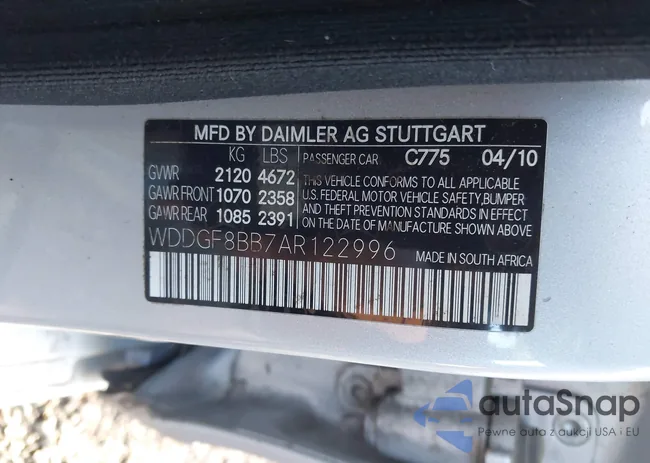 MFD BY DAIMLER AG STUTTGART
KG LBS PASSENGER CAR C775 04/10
GVWR 2120 4672
GAWR FRONT 1070 2358
GAWR REAR 1085 2391
THIS VEHICLE CONFORMS TO ALL APPLICABLE
U.S. FEDERAL MOTOR VEHICLE SAFETY, BUMPER
AND THEFT PREVENTION STANDARDS IN EFFECT
ON THE DATE OF MANUFACTURE SHOWN ABOVE
WDDGF8BB7AR122996
MADE IN SOUTH AFRICA
autoSnap
Pewne auta z aukcji USA i EU